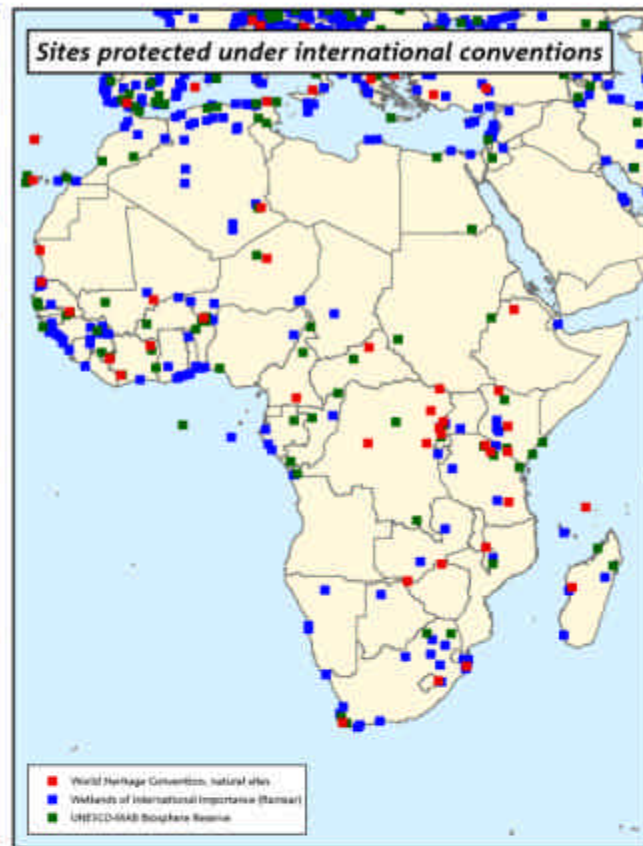 Sites protected under international conventions
World Heritage Convention, natural sites
Wetlands of International Importance (Ramsar)
UNESCO-MAB Biosphere Reserve